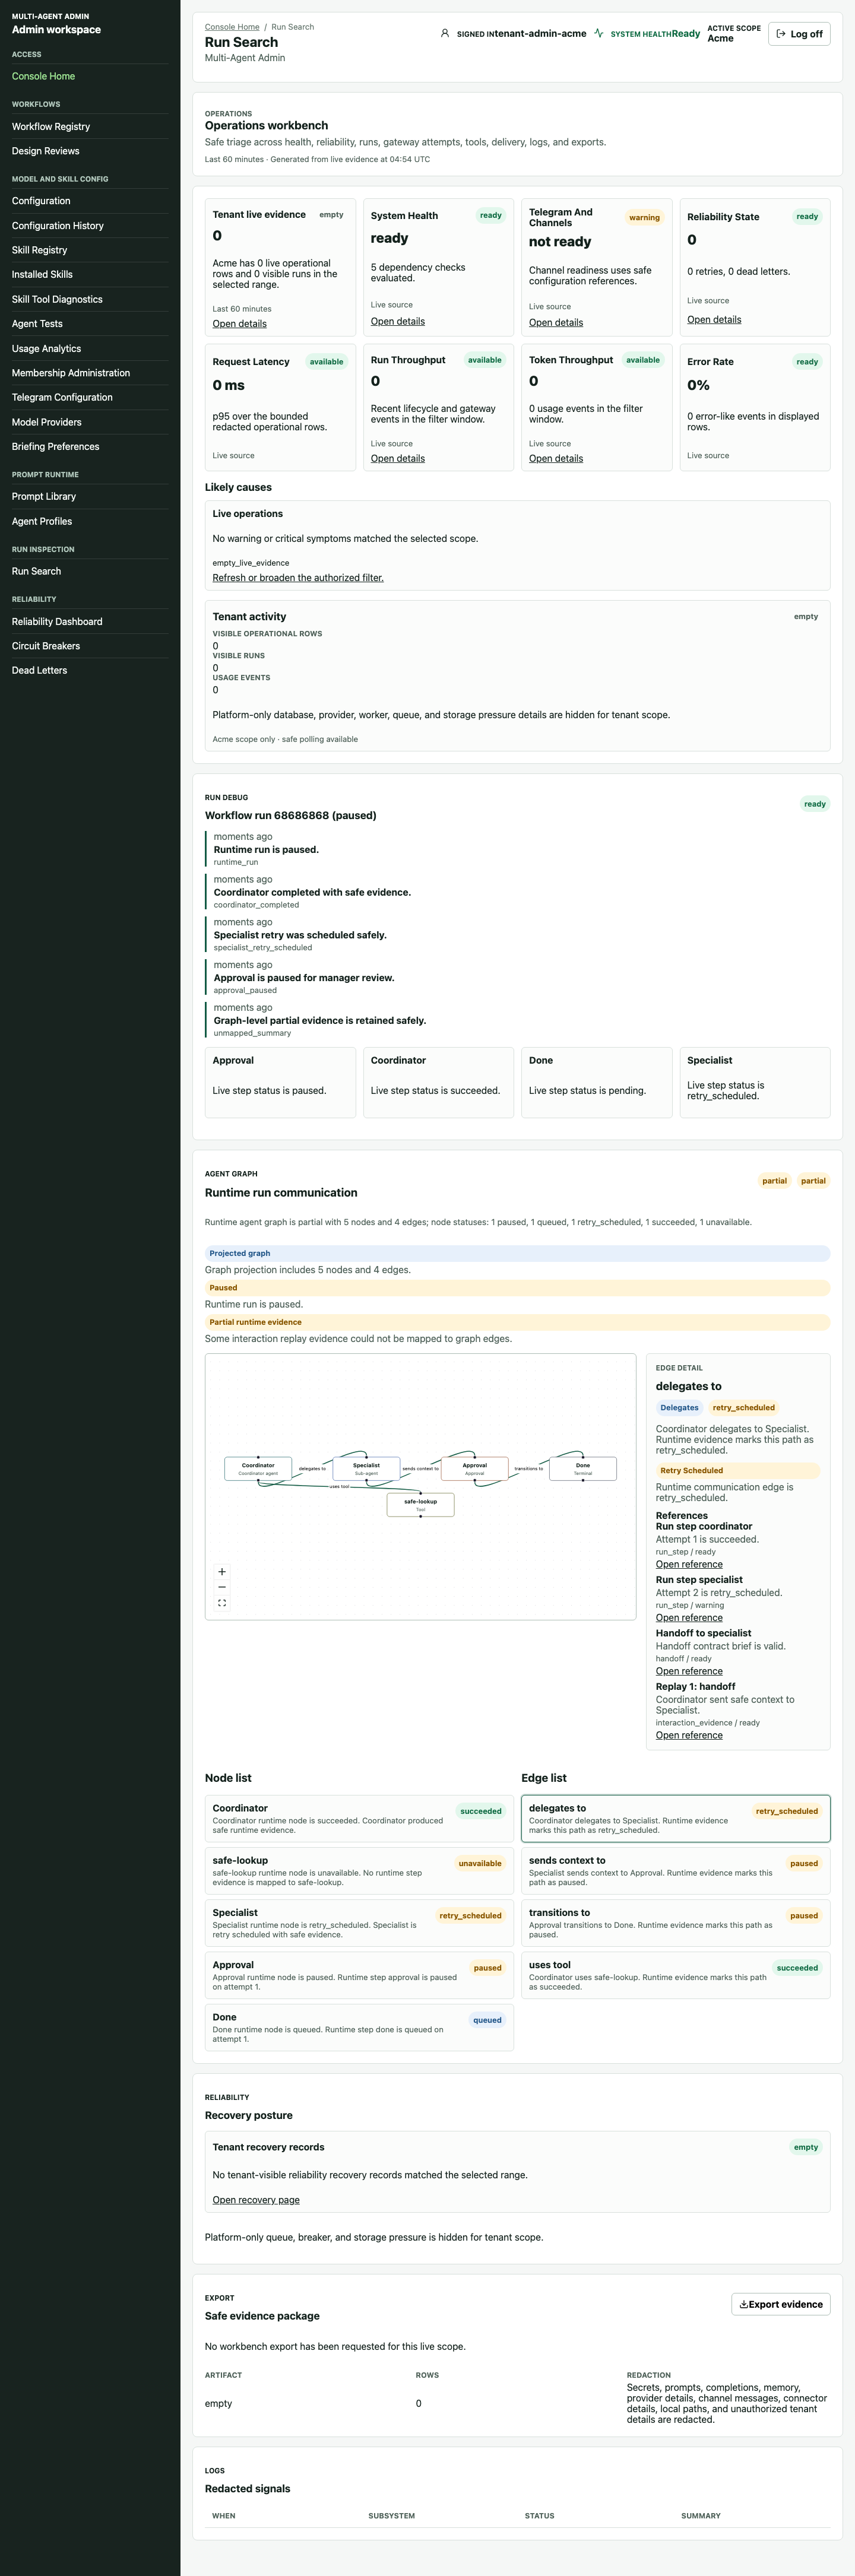 MULTI-AGENT ADMIN
Admin workspace
ACCESS
Console Home
WORKFLOWS
Workflow Registry
Design Reviews
MODEL AND SKILL CONFIG
Configuration
Configuration History
Skill Registry
Installed Skills
Skill Tool Diagnostics
Agent Tests
Usage Analytics
Membership Administration
Telegram Configuration
Model Providers
Briefing Preferences
PROMPT RUNTIME
Prompt Library
Agent Profiles
RUN INSPECTION
Run Search
RELIABILITY
Reliability Dashboard
Circuit Breakers
Dead Letters
Console Home / Run Search
Run Search
Multi-Agent Admin
SIGNED IN tenant-admin-acme
SYSTEM HEALTH Ready
ACTIVE SCOPE
Acme
Log off
OPERATIONS
Operations workbench
Safe triage across health, reliability, runs, gateway attempts, tools, delivery, logs, and exports.
Last 60 minutes · Generated from live evidence at 04:54 UTC
Tenant live evidence empty
0
Acme has 0 live operational
rows and 0 visible runs in the
selected range.
Last 60 minutes
Open details
System Health ready
ready
5 dependency checks
evaluated.
Live source
Open details
Telegram And
Channels
warning
not ready
Channel readiness uses safe
configuration references.
Live source
Open details
Reliability State ready
0
0 retries, 0 dead letters.
Live source
Open details
Request Latency available
0 ms
p95 over the bounded
redacted operational rows.
Live source
Run Throughput available
0
Recent lifecycle and gateway
events in the filter window.
Live source
Open details
Token Throughput available
0
0 usage events in the filter
window.
Live source
Open details
Error Rate ready
0%
0 error-like events in displayed
rows.
Live source
Likely causes
Live operations
No warning or critical symptoms matched the selected scope.
empty_live_evidence
Refresh or broaden the authorized filter.
Tenant activity empty
VISIBLE OPERATIONAL ROWS
0
VISIBLE RUNS
0
USAGE EVENTS
0
Platform-only database, provider, worker, queue, and storage pressure details are hidden for tenant scope.
Acme scope only · safe polling available
RUN DEBUG
Workflow run 68686868 (paused)
ready
moments ago
Runtime run is paused.
runtime_run
moments ago
Coordinator completed with safe evidence.
coordinator_completed
moments ago
Specialist retry was scheduled safely.
specialist_retry_scheduled
moments ago
Approval is paused for manager review.
approval_paused
moments ago
Graph-level partial evidence is retained safely.
unmapped_summary
Approval
Live step status is paused.
Coordinator
Live step status is succeeded.
Done
Live step status is pending.
Specialist
Live step status is
retry_scheduled.
AGENT GRAPH
Runtime run communication
partial partial
Runtime agent graph is partial with 5 nodes and 4 edges; node statuses: 1 paused, 1 queued, 1 retry_scheduled, 1 succeeded, 1 unavailable.
Projected graph
Graph projection includes 5 nodes and 4 edges.
Paused
Runtime run is paused.
Partial runtime evidence
Some interaction replay evidence could not be mapped to graph edges.
Coordinator
Coordinator agent
delegates to
Specialist
Sub-agent
sends context to
Approval
Approval
transitions to
Done
Terminal
uses tool
safe-lookup
Tool
EDGE DETAIL
delegates to
Delegates retry_scheduled
Coordinator delegates to Specialist.
Runtime evidence marks this path as
retry_scheduled.
Retry Scheduled
Runtime communication edge is
retry_scheduled.
References
Run step coordinator
Attempt 1 is succeeded.
run_step / ready
Open reference
Run step specialist
Attempt 2 is retry_scheduled.
run_step / warning
Open reference
Handoff to specialist
Handoff contract brief is valid.
handoff / ready
Open reference
Replay 1: handoff
Coordinator sent safe context to
Specialist.
interaction_evidence / ready
Open reference
Node list
Coordinator succeeded
Coordinator runtime node is succeeded. Coordinator produced
safe runtime evidence.
safe-lookup unavailable
safe-lookup runtime node is unavailable. No runtime step
evidence is mapped to safe-lookup.
Specialist retry_scheduled
Specialist runtime node is retry_scheduled. Specialist is
retry scheduled with safe evidence.
Approval paused
Approval runtime node is paused. Runtime step approval is paused
on attempt 1.
Done queued
Done runtime node is queued. Runtime step done is queued on
attempt 1.
Edge list
delegates to retry_scheduled
Coordinator delegates to Specialist. Runtime evidence
marks this path as retry_scheduled.
sends context to paused
Specialist sends context to Approval. Runtime evidence marks this
path as paused.
transitions to paused
Approval transitions to Done. Runtime evidence marks this path as
paused.
uses tool succeeded
Coordinator uses safe-lookup. Runtime evidence marks this path
as succeeded.
RELIABILITY
Recovery posture
Tenant recovery records empty
No tenant-visible reliability recovery records matched the selected range.
Open recovery page
Platform-only queue, breaker, and storage pressure is hidden for tenant scope.
EXPORT
Safe evidence package
Export evidence
No workbench export has been requested for this live scope.
ARTIFACT
empty
ROWS
0
REDACTION
Secrets, prompts, completions, memory,
provider details, channel messages, connector
details, local paths, and unauthorized tenant
details are redacted.
LOGS
Redacted signals
WHEN SUBSYSTEM STATUS SUMMARY